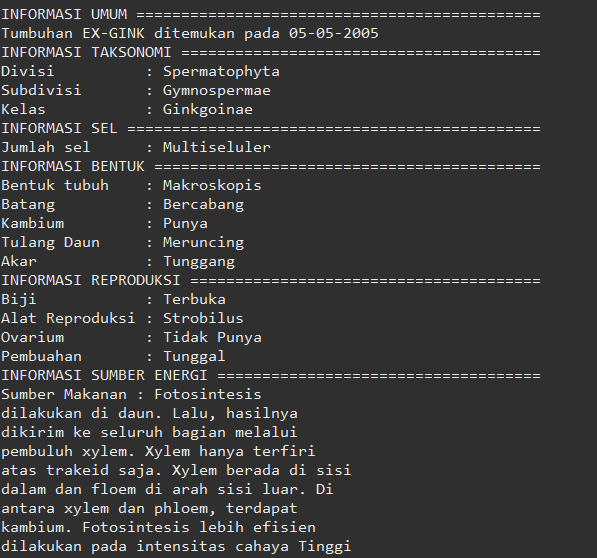 INFORMASI UMUM =============================================
Tumbuhan EX-GINK ditemukan pada 05-05-2005
INFORMASI TAKSONOMI ========================================
Divisi          : Spermatophyta
Subdivisi       : Gymnospermae
Kelas           : Ginkgoinae
INFORMASI SEL ==============================================
Jumlah sel      : Multiseluler
INFORMASI BENTUK ===========================================
Bentuk tubuh    : Makroskopis
Batang          : Bercabang
Kambium         : Punya
Tulang Daun     : Meruncing
Akar            : Tunggang
INFORMASI REPRODUKSI =======================================
Biji            : Terbuka
Alat Reproduksi : Strobilus
Ovarium         : Tidak Punya
Pembuahan       : Tunggal
INFORMASI SUMBER ENERGI ====================================
Sumber Makanan : Fotosintesis
dilakukan di daun. Lalu, hasilnya
dikirim ke seluruh bagian melalui
pembuluh xylem. Xylem hanya terfiri
atas trakeid saja. Xylem berada di sisi
dalam dan floem di arah sisi luar. Di
antara xylem dan phloem, terdapat
kambium. Fotosintesis lebih efisien
dilakukan pada intensitas cahaya Tinggi